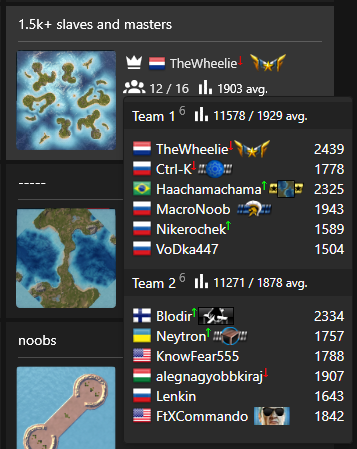 1.5k+ slaves and masters
TheWheelie
12 / 16 1903 avg.
Team 1 6 11578 / 1929 avg.
TheWheelie 2439
Ctrl-K 1778
Haachamachama 2325
MacroNoob 1943
Nikerochek 1589
VoDka447 1504
Team 2 6 11271 / 1878 avg.
Blodir 2334
Neytron 1757
KnowFear555 1788
alegnagyobbkiraj 1907
Lenkin 1643
FtXCommando 1842
-----
noobs